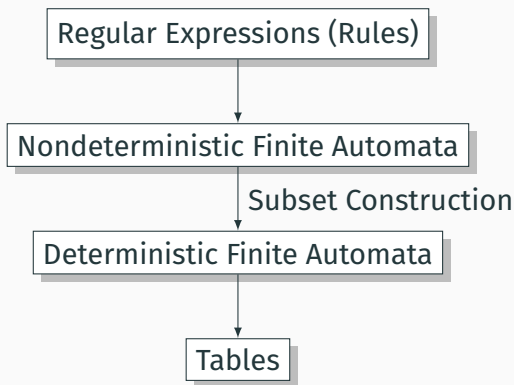 Regular Expressions (Rules)
Nondeterministic Finite Automata
Subset Construction
Deterministic Finite Automata
Tables